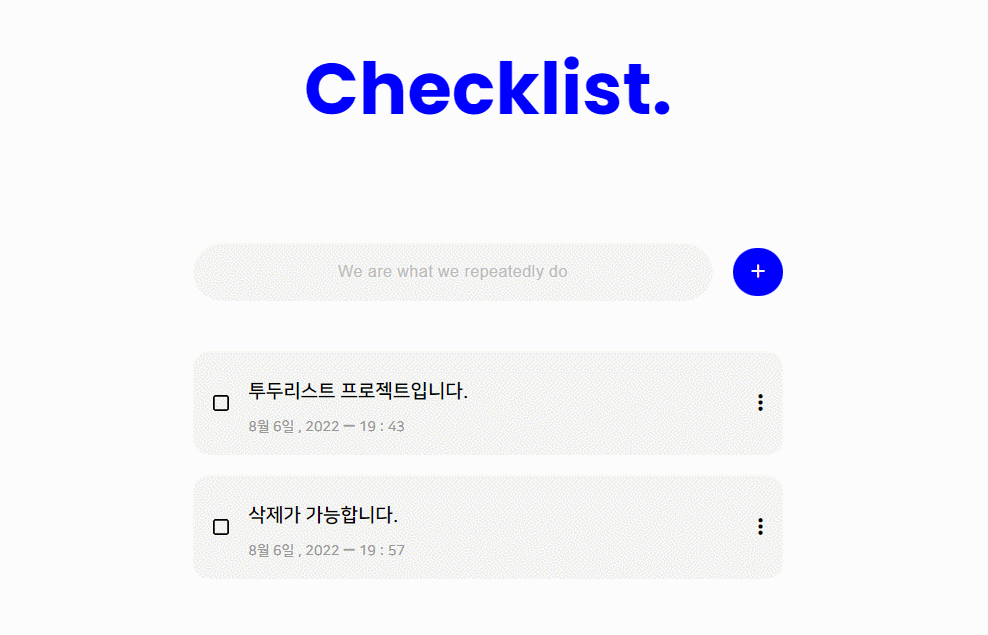 Checklist.
We are what we repeatedly do
+
투두리스트 프로젝트입니다.
8월 6일 , 2022 ㅡ 19 : 43
삭제가 가능합니다.
8월 6일 , 2022 ㅡ 19 : 57